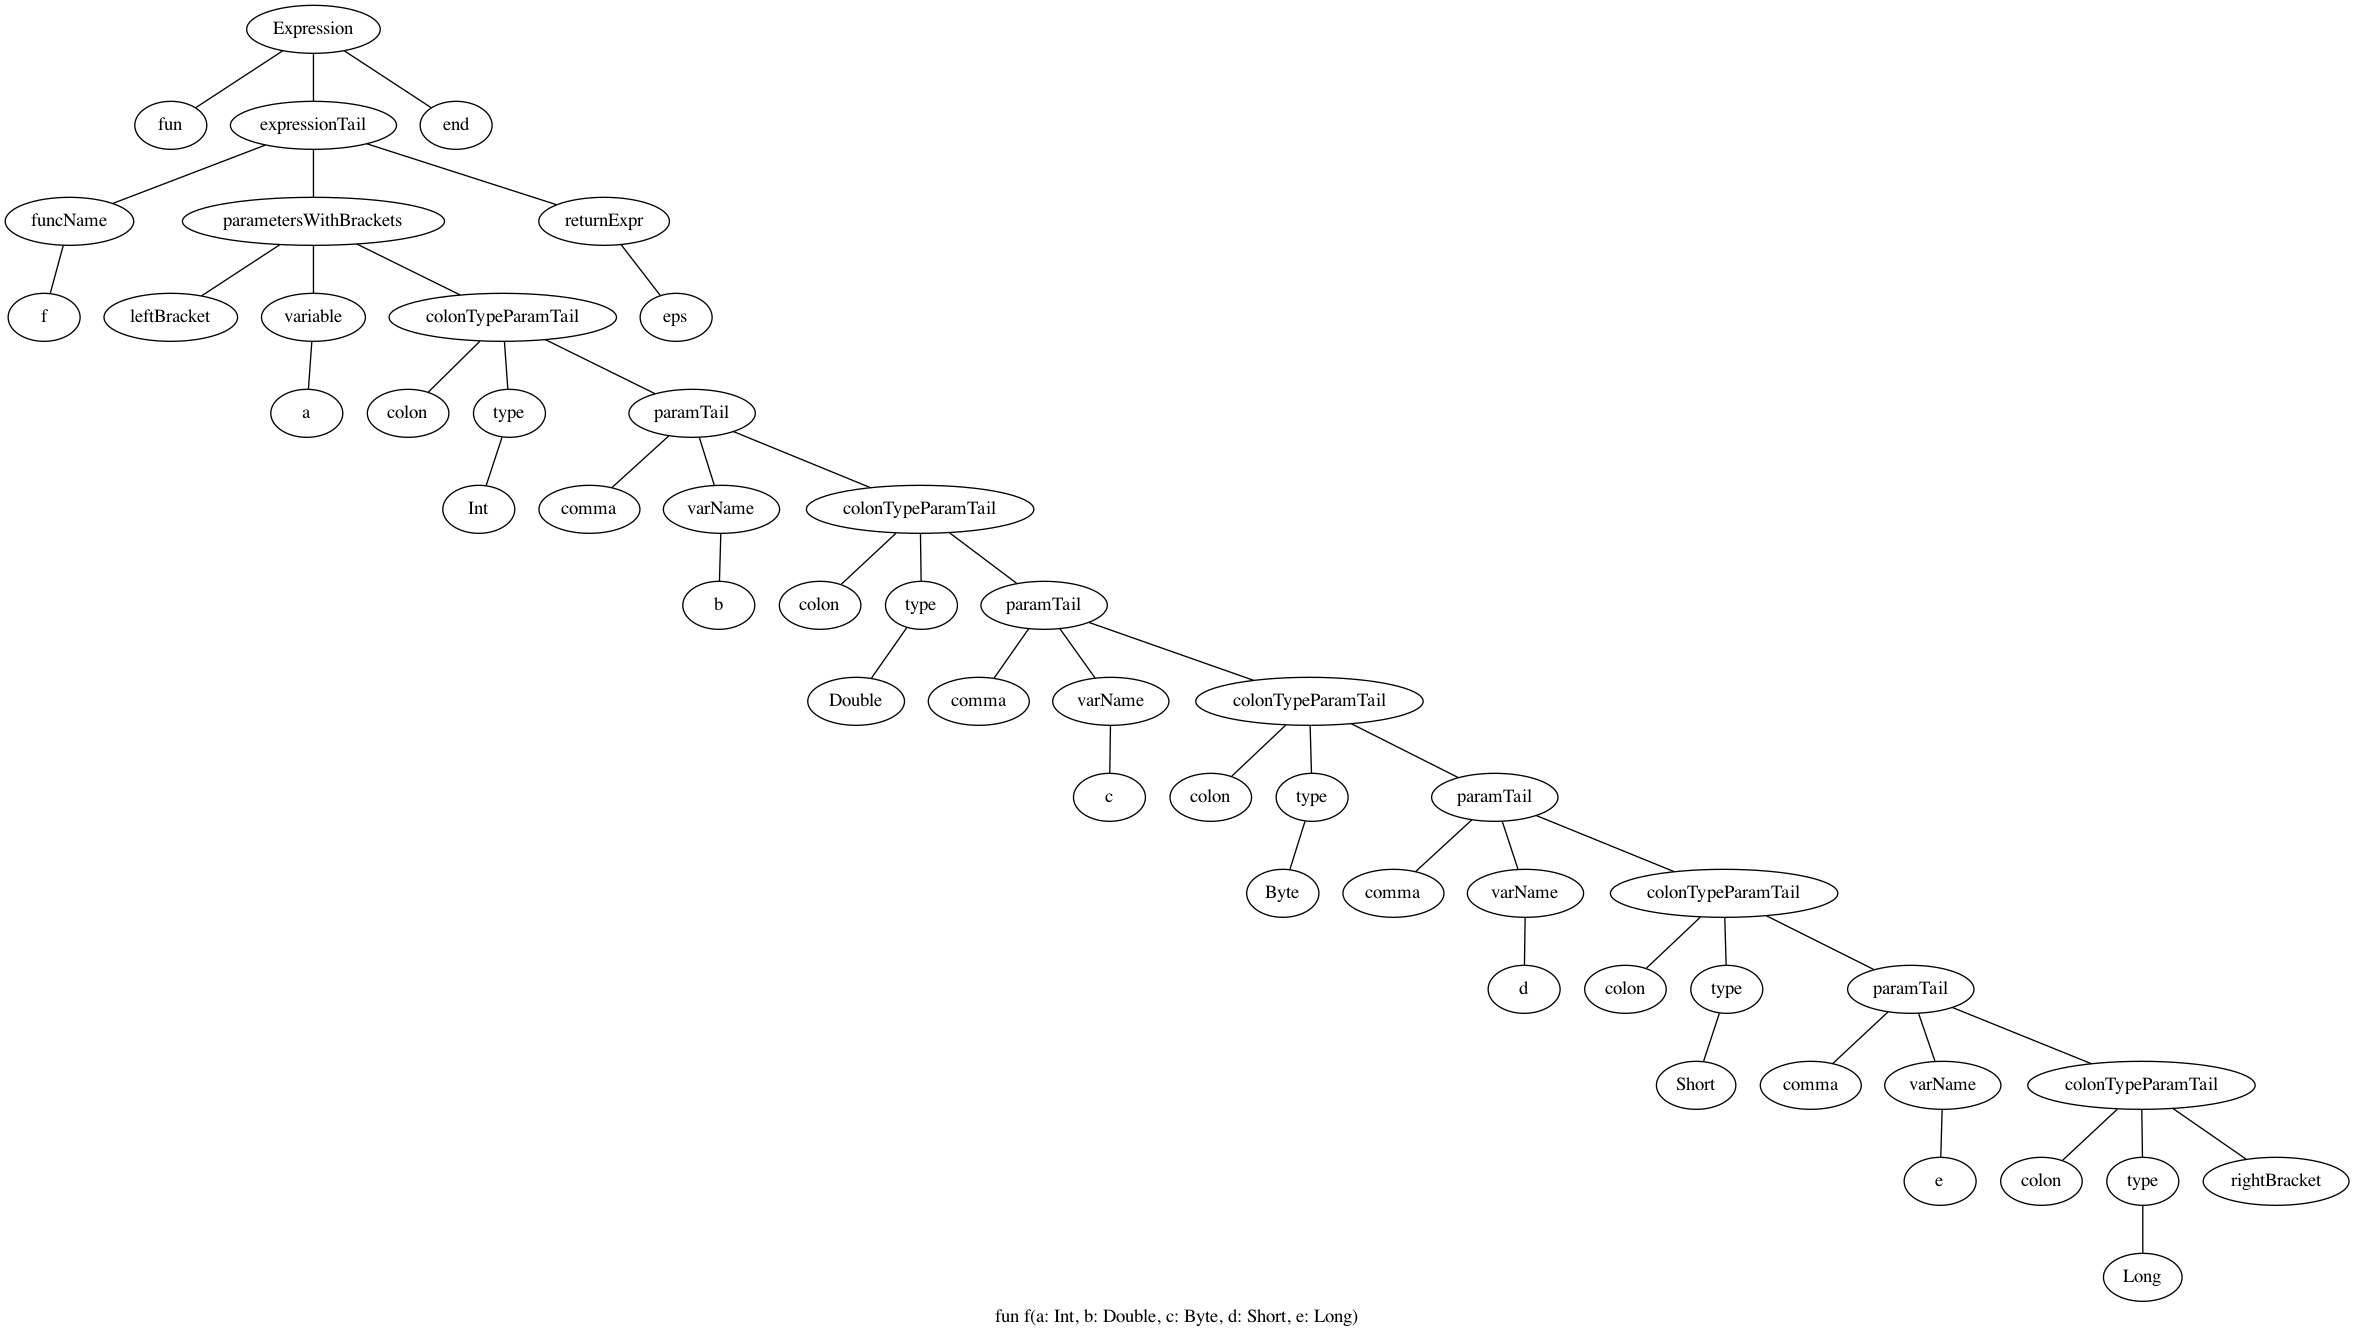 Expression
fun expressionTail end
funcName parametersWithBrackets returnExpr
f leftBracket variable colonTypeParamTail eps
a colon type paramTail
Int comma varName colonTypeParamTail
b colon type paramTail
Double comma varName colonTypeParamTail
c colon type paramTail
Byte comma varName colonTypeParamTail
d colon type paramTail
Short comma varName colonTypeParamTail
e colon type rightBracket
Long
fun f(a: Int, b: Double, c: Byte, d: Short, e: Long)